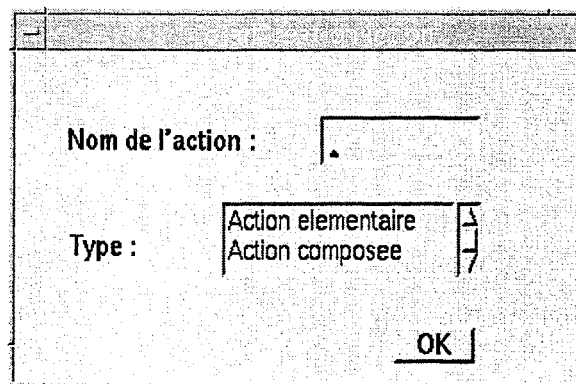 Nom de l'action :
Action elementaire
Type :
Action composee
OK